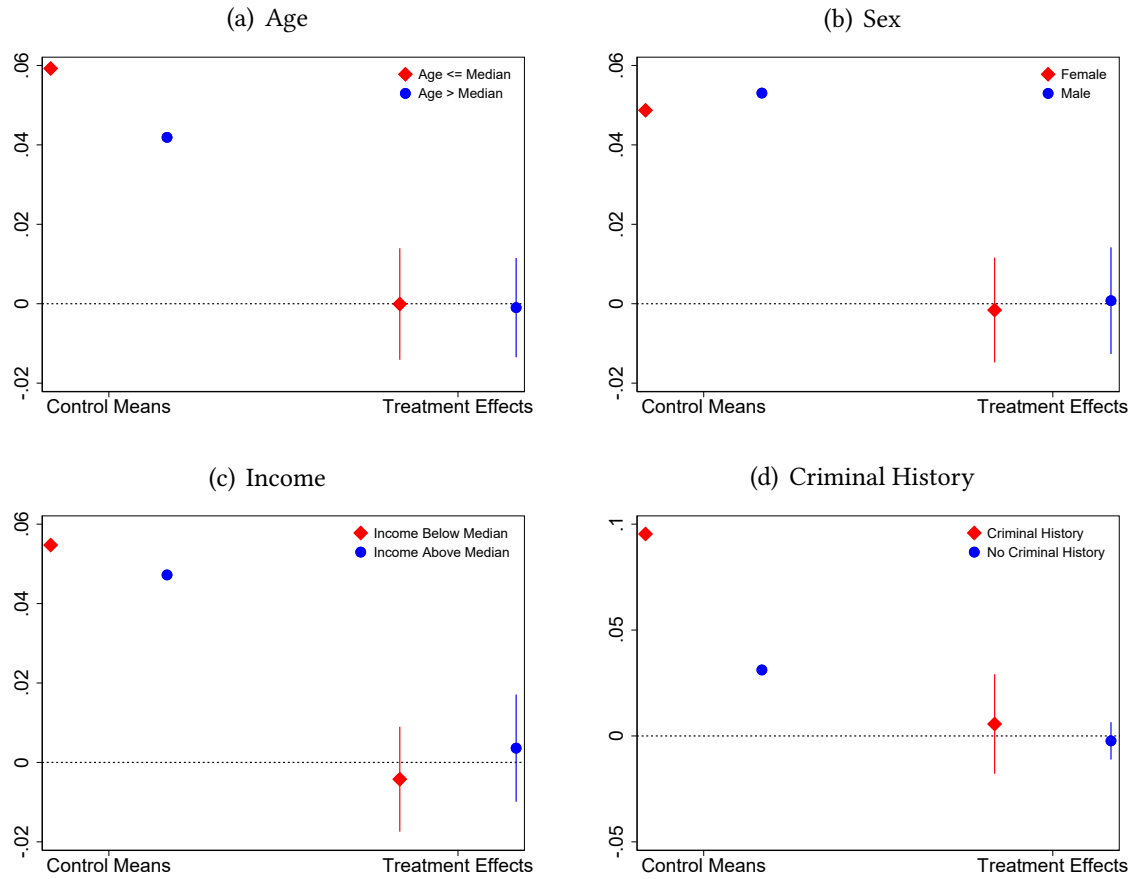 (a) Age
.06
.04
.02
0
-.02
Age <= Median
Age > Median
Control Means
Treatment Effects
(b) Sex
.06
.04
.02
0
-.02
Female
Male
Control Means
Treatment Effects
(c) Income
.06
.04
.02
0
-.02
Income Below Median
Income Above Median
Control Means
Treatment Effects
(d) Criminal History
.1
.05
0
-.05
Criminal History
No Criminal History
Control Means
Treatment Effects